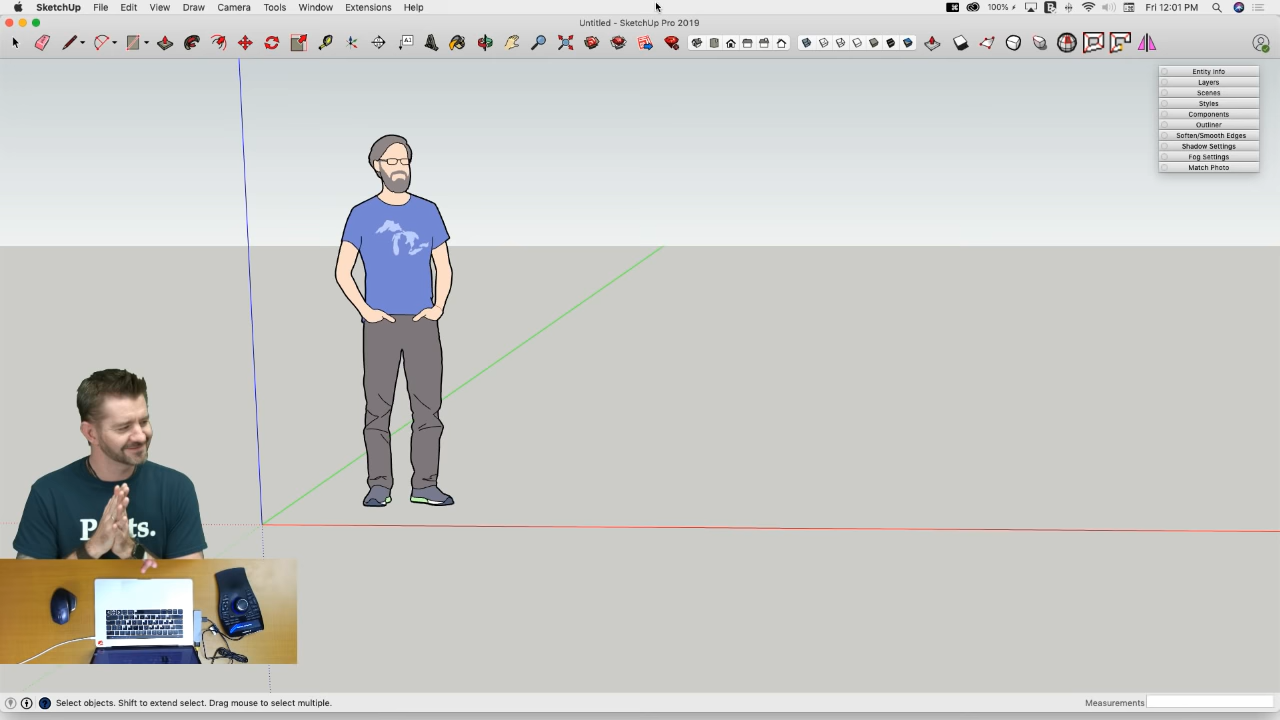 SketchUp File Edit View Draw Camera Tools Window Extensions Help 100% Fri 12:01 PM
Untitled - SketchUp Pro 2019
Entity Info
Layers
Scenes
Styles
Components
Outliner
Soften/Smooth Edges
Shadow Settings
Fog Settings
Match Photo
Select objects. Shift to extend select. Drag mouse to select multiple. Measurements